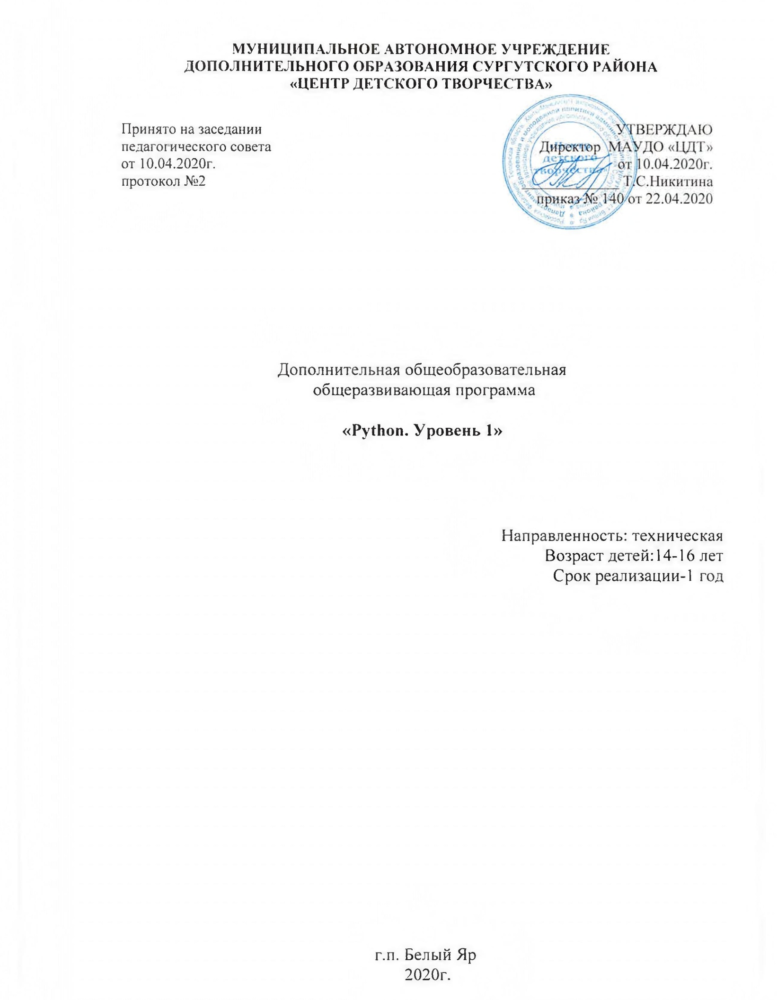 МУНИЦИПАЛЬНОЕ АВТОНОМНОЕ УЧРЕЖДЕНИЕ
ДОПОЛНИТЕЛЬНОГО ОБРАЗОВАНИЯ СУРГУТСКОГО РАЙОНА
«ЦЕНТР ДЕТСКОГО ТВОРЧЕСТВА»
Принято на заседании
педагогического совета
от 10.04.2020г.
протокол №2
УТВЕРЖДАЮ
Директор МАУДО «ЦДТ»
от 10.04.2020г.
Т.С.Никитина
приказ № 140 от 22.04.2020
«Центр
детского
творчества»
Дополнительная общеобразовательная
общеразвивающая программа
«Python. Уровень 1»
Направленность: техническая
Возраст детей:14-16 лет
Срок реализации-1 год
г.п. Белый Яр
2020г.